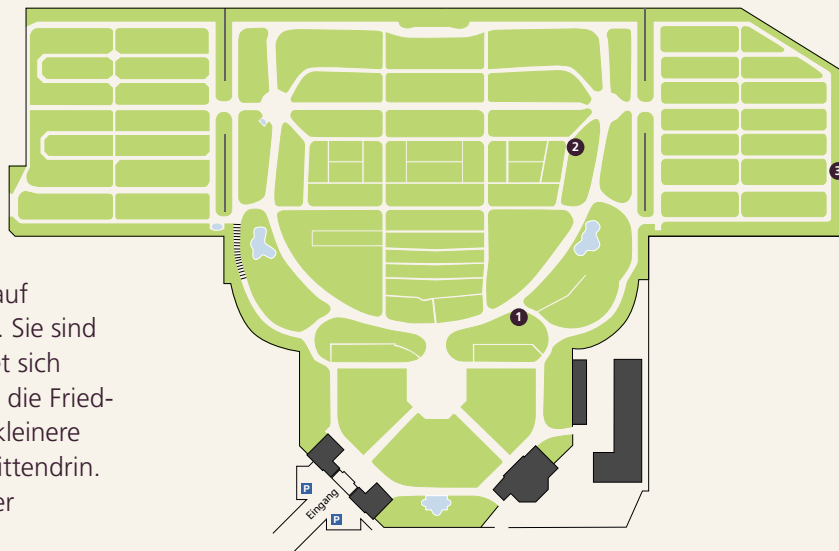 2
3
1
auf
. Sie sind
t sich
die Fried-
kleinere
ittendrin.
er
P
Eingang
P